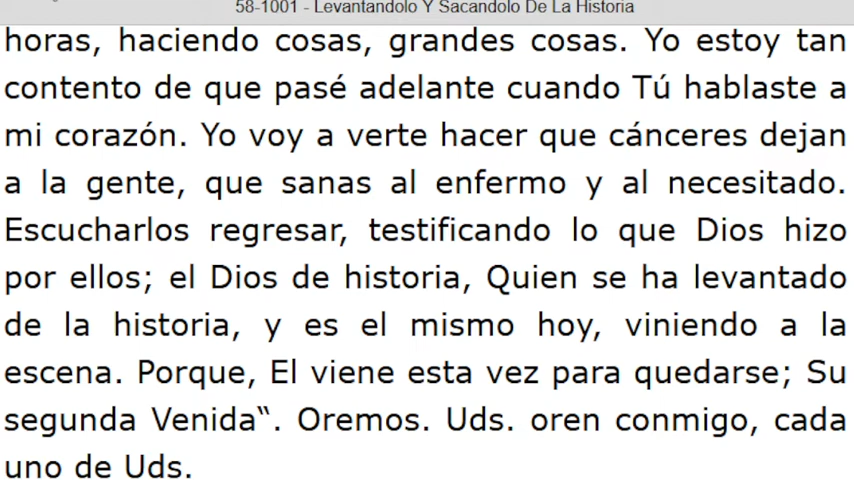 58-1001 - Levantandolo Y Sacandolo De La Historia
horas, haciendo cosas, grandes cosas. Yo estoy tan
contento de que pasé adelante cuando Tú hablaste a
mi corazón. Yo voy a verte hacer que cánceres dejan
a la gente, que sanas al enfermo y al necesitado.
Escucharlos regresar, testificando lo que Dios hizo
por ellos; el Dios de historia, Quien se ha levantado
de la historia, y es el mismo hoy, viniendo a la
escena. Porque, El viene esta vez para quedarse; Su
segunda Venida‟. Oremos. Uds. oren conmigo, cada
uno de Uds.